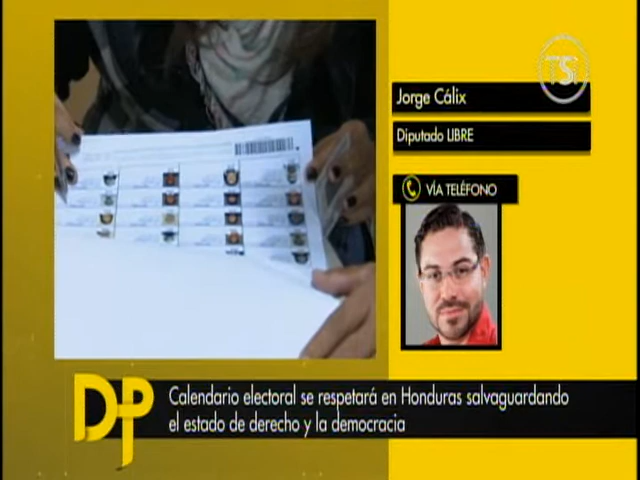 TSi
Jorge Cálix
Diputado LIBRE
VÍA TELÉFONO
DP
Calendario electoral se respetará en Honduras salvaguardando
el estado de derecho y la democracia